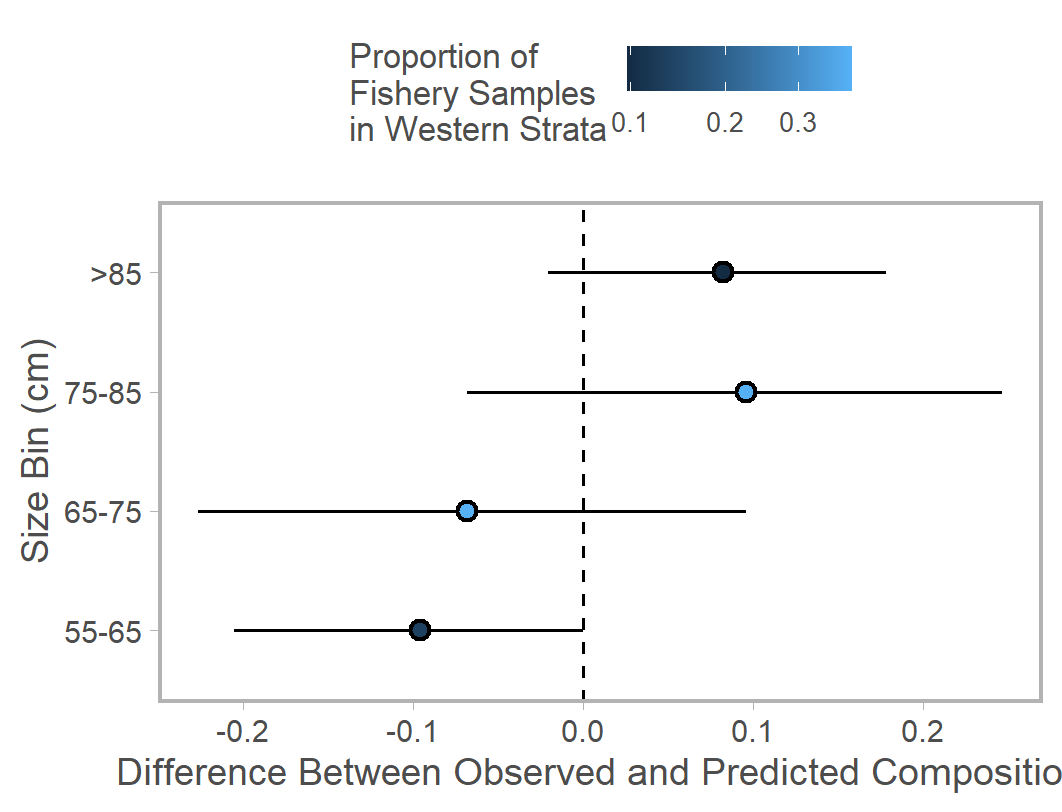 Proportion of
Fishery Samples
in Western Strata
0.1 0.2 0.3
>85
75-85
65-75
55-65
Size Bin (cm)
-0.2 -0.1 0.0 0.1 0.2
Difference Between Observed and Predicted Compositio